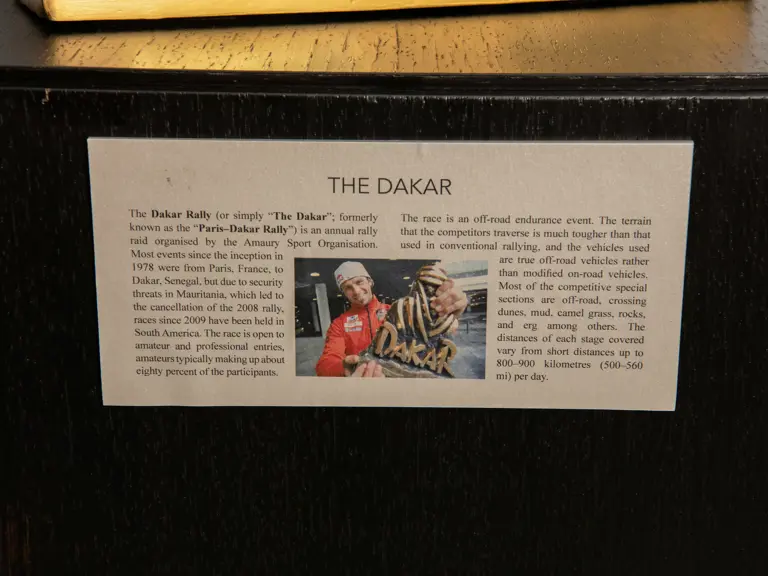 THE DAKAR
The Dakar Rally (or simply “The Dakar”; formerly
known as the “Paris–Dakar Rally”) is an annual rally
raid organised by the Amaury Sport Organisation.
Most events since the inception in
1978 were from Paris, France, to
Dakar, Senegal, but due to security
threats in Mauritania, which led to
the cancellation of the 2008 rally,
races since 2009 have been held in
South America. The race is open to
amateur and professional entries,
amateurs typically making up about
eighty percent of the participants.
The race is an off-road endurance event. The terrain
that the competitors traverse is much tougher than that
used in conventional rallying, and the vehicles used
are true off-road vehicles rather
than modified on-road vehicles.
Most of the competitive special
sections are off-road, crossing
dunes, mud, camel grass, rocks,
and erg among others. The
distances of each stage covered
vary from short distances up to
800–900 kilometres (500–560
mi) per day.
DAKAR